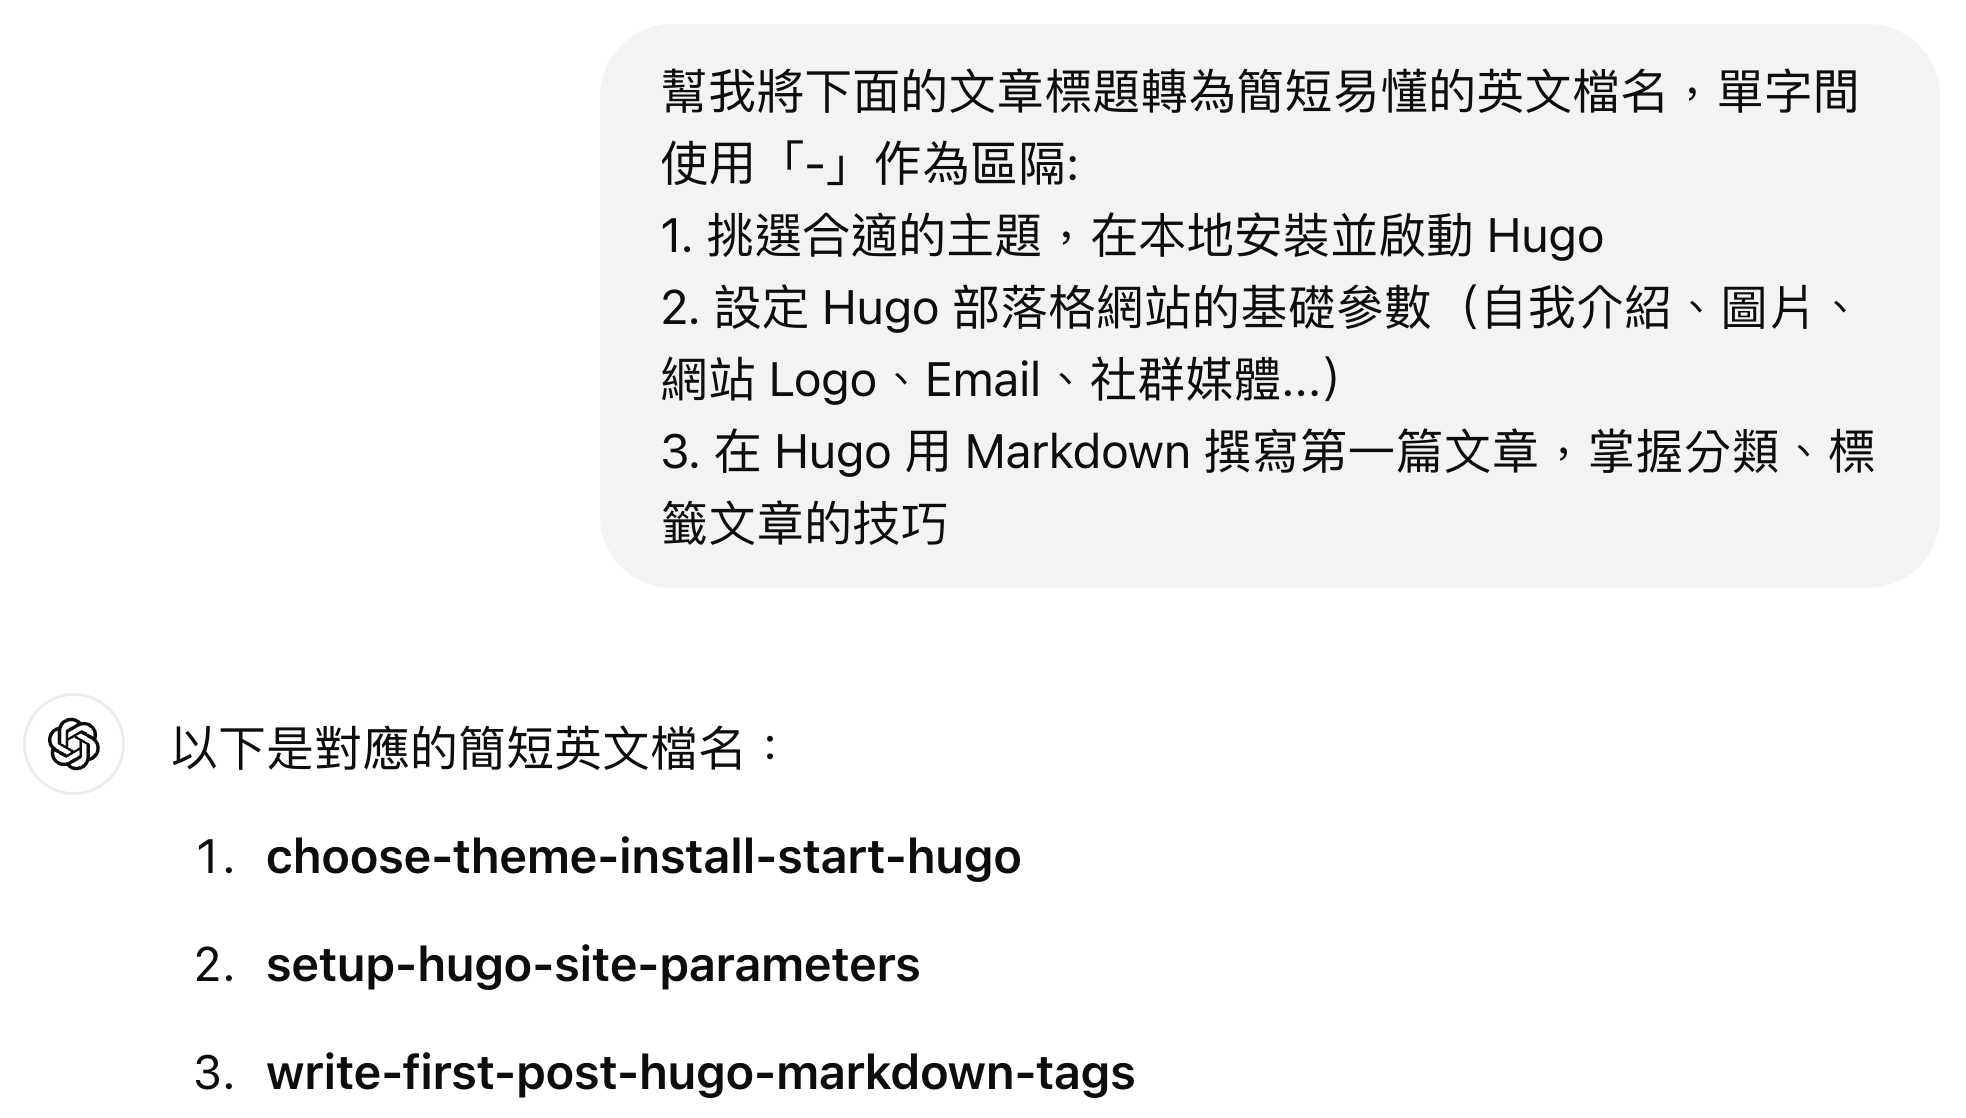 幫我將下面的文章標題轉為簡短易懂的英文檔名，單字間
使用「-」作為區隔:
1. 挑選合適的主題，在本地安裝並啟動 Hugo
2. 設定 Hugo 部落格網站的基礎參數（自我介紹、圖片、
網站 Logo、Email、社群媒體...）
3. 在 Hugo 用 Markdown 撰寫第一篇文章，掌握分類、標
籤文章的技巧
以下是對應的簡短英文檔名：
1. choose-theme-install-start-hugo
2. setup-hugo-site-parameters
3. write-first-post-hugo-markdown-tags